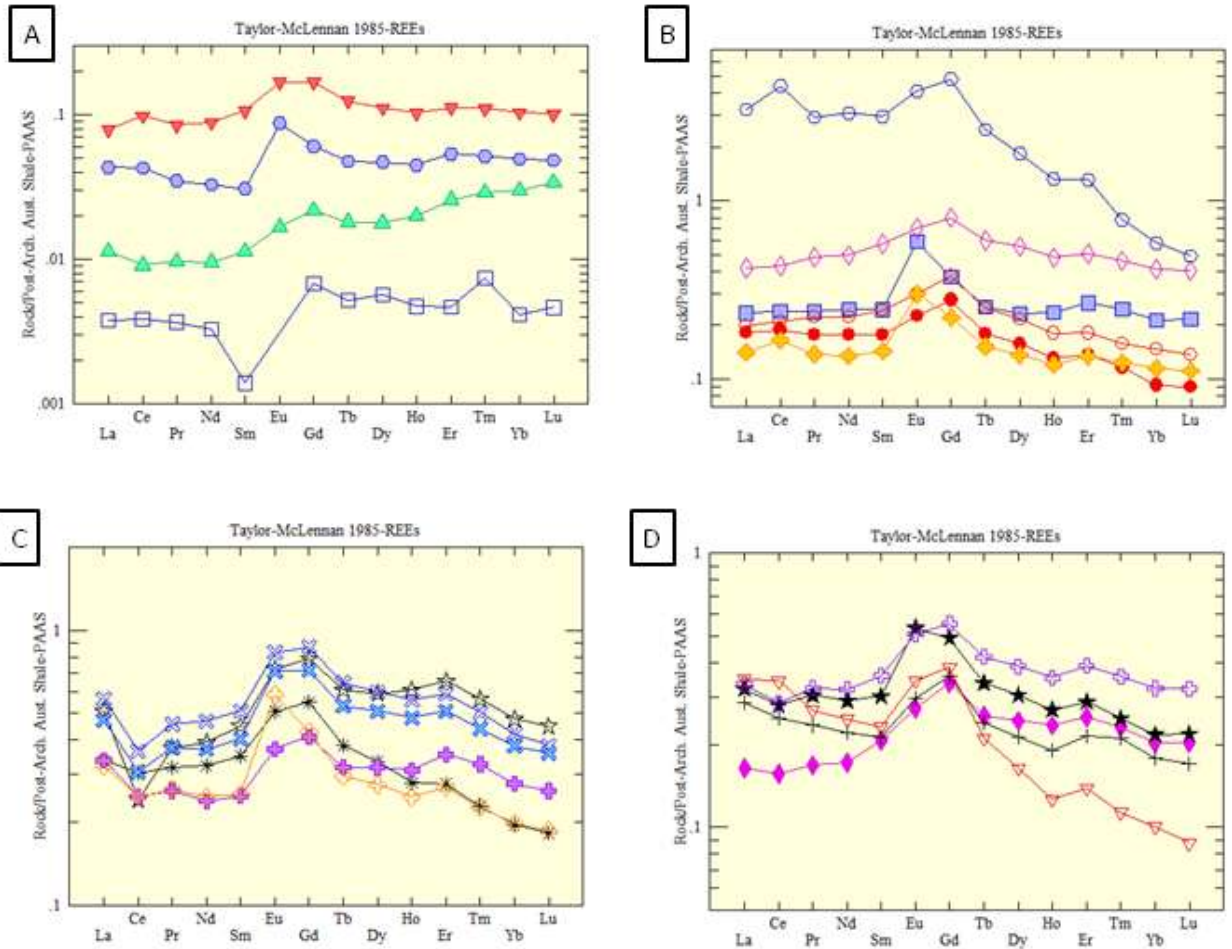 A
Taylor-McLennan 1985-REEs
Rock/Post-Arch. Aust. Shale-PAAS
.1
.01
.001
La Ce Pr Nd Sm Eu Gd Tb Dy Ho Er Tm Yb Lu
B
Taylor-McLennan 1985-REEs
Rock/Post-Arch. Aust. Shale-PAAS
1
.1
La Ce Pr Nd Sm Eu Gd Tb Dy Ho Er Tm Yb Lu
C
Taylor-McLennan 1985-REEs
Rock/Post-Arch. Aust. Shale-PAAS
1
.1
La Ce Pr Nd Sm Eu Gd Tb Dy Ho Er Tm Yb Lu
D
Taylor-McLennan 1985-REEs
Rock/Post-Arch. Aust. Shale-PAAS
1
.1
La Ce Pr Nd Sm Eu Gd Tb Dy Ho Er Tm Yb Lu